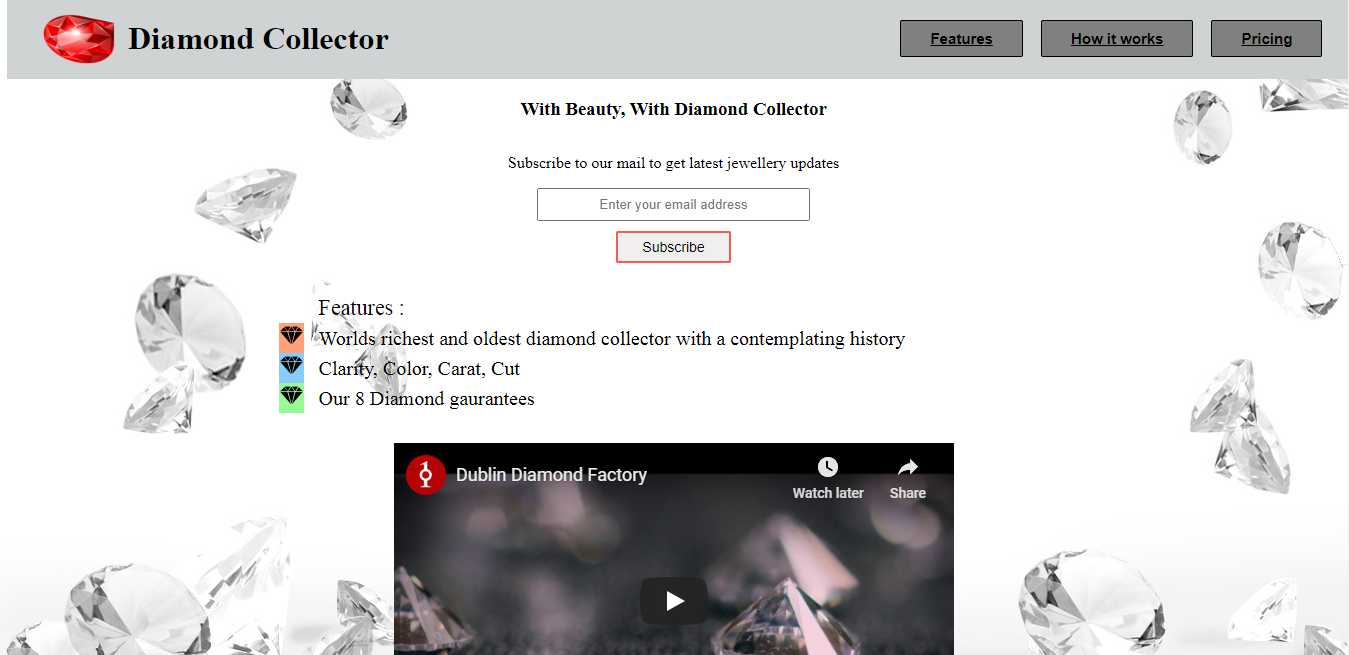 Diamond Collector
Features
How it works
Pricing
With Beauty, With Diamond Collector
Subscribe to our mail to get latest jewellery updates
Enter your email address
Subscribe
Features :
Worlds richest and oldest diamond collector with a contemplating history
Clarity, Color, Carat, Cut
Our 8 Diamond gaurantees
Dublin Diamond Factory
Watch later
Share